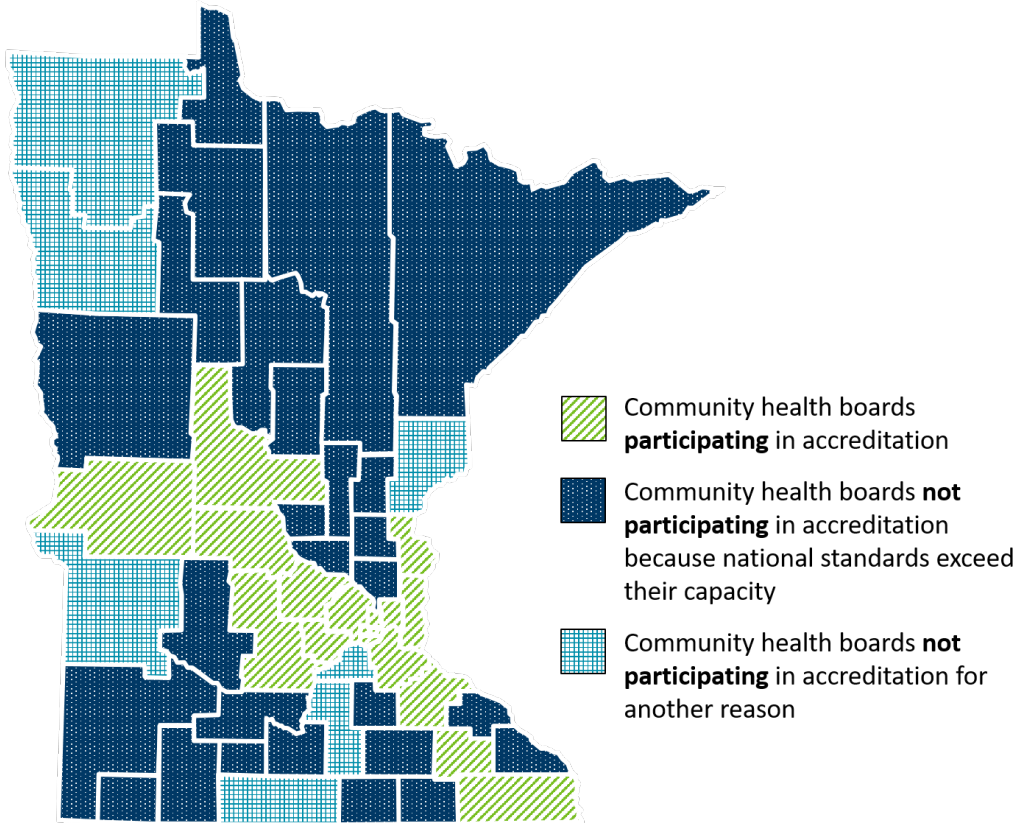 Community health boards
participating in accreditation
Community health boards not
participating in accreditation
because national standards exceed
their capacity
Community health boards not
participating in accreditation for
another reason